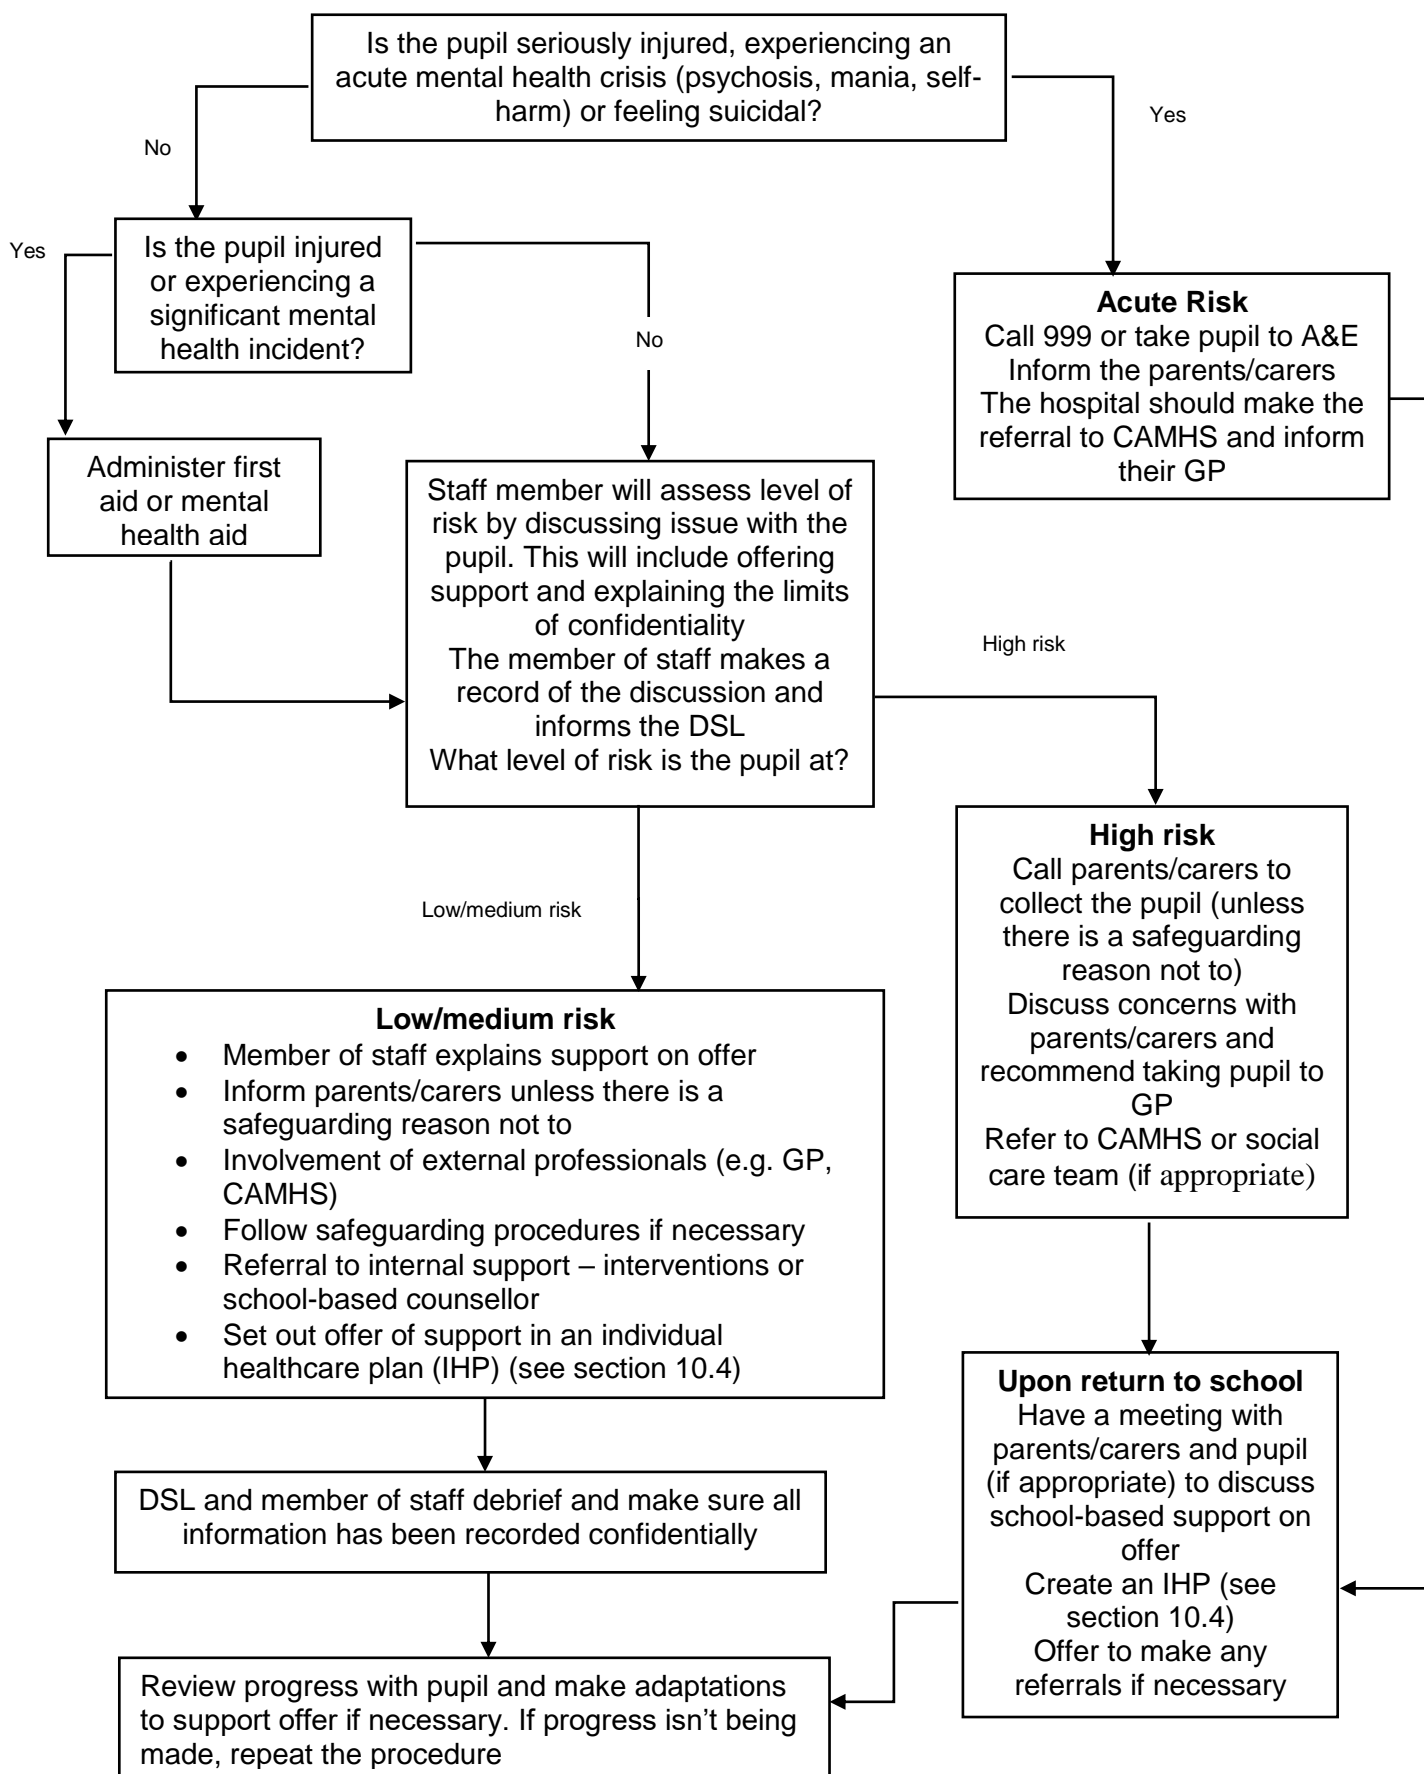 Is the pupil seriously injured, experiencing an
acute mental health crisis (psychosis, mania, self-
harm) or feeling suicidal?
No
Yes
Yes
Is the pupil injured
or experiencing a
significant mental
health incident?
No
Acute Risk
Call 999 or take pupil to A&E
Inform the parents/carers
The hospital should make the
referral to CAMHS and inform
their GP
Administer first
aid or mental
health aid
Staff member will assess level of
risk by discussing issue with the
pupil. This will include offering
support and explaining the limits
of confidentiality
The member of staff makes a
record of the discussion and
informs the DSL
What level of risk is the pupil at?
High risk
Low/medium risk
High risk
Call parents/carers to
collect the pupil (unless
there is a safeguarding
reason not to)
Discuss concerns with
parents/carers and
recommend taking pupil to
GP
Refer to CAMHS or social
care team (if appropriate)
Low/medium risk
• Member of staff explains support on offer
• Inform parents/carers unless there is a
safeguarding reason not to
• Involvement of external professionals (e.g. GP,
CAMHS)
• Follow safeguarding procedures if necessary
• Referral to internal support – interventions or
school-based counsellor
• Set out offer of support in an individual
healthcare plan (IHP) (see section 10.4)
Upon return to school
Have a meeting with
parents/carers and pupil
(if appropriate) to discuss
school-based support on
offer
Create an IHP (see
section 10.4)
Offer to make any
referrals if necessary
DSL and member of staff debrief and make sure all
information has been recorded confidentially
Review progress with pupil and make adaptations
to support offer if necessary. If progress isn’t being
made, repeat the procedure